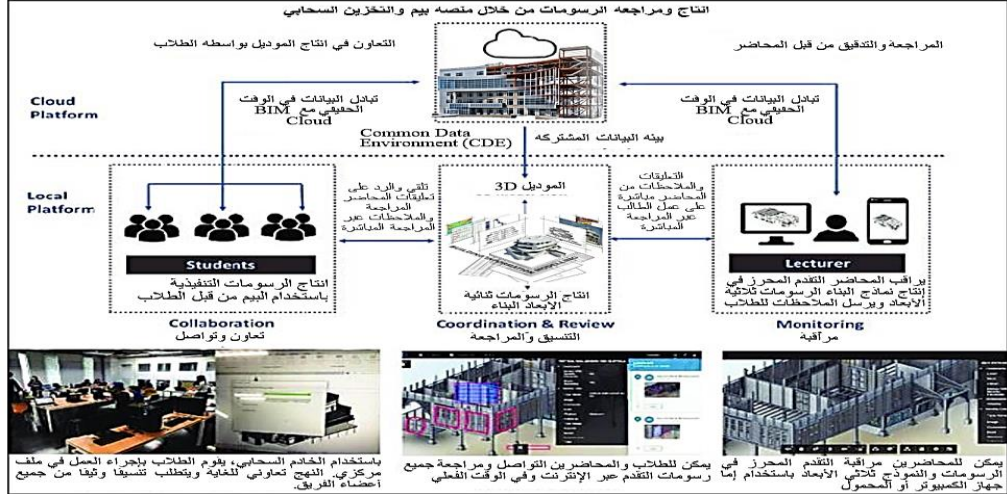 انتاج ومراجعه الرسومات من خلال منصه بيم والتخزين السحابي
المراجعة والتدقيق من قبل المحاضر
التعاون في انتاج الموديل بواسطه الطلاب
Cloud
Platform
تبادل البيانات في الوقت
الحقيقي مع BIM
Cloud
تبادل البيانات في الوقت
الحقيقي مع BIM
Cloud
Common Data
Environment (CDE)
بيئه البيانات المشتركه
Local
Platform
Students
انتاج الرسومات التنفيذية
باستخدام البيم من قبل الطلاب
تلقي والرد على
تعليقات المحاضر
المراجعة
والملاحظات عبر
المراجعة المباشرة
الموديل 3D
انتاج الرسومات ثنائية
الأبعاد البناء
التعليقات
والملاحظات من
المحاضر مباشرة
على عمل الطالب
عبر المراجعة
المباشرة
Lecturer
يراقب المحاضر التقدم المحرز في
إنتاج نماذج البناء الرسومات ثلاثية
الأبعاد ويرسل الملاحظات للطلاب
Collaboration
تعاون وتواصل
Coordination & Review
التنسيق والمراجعة
Monitoring
مراقبة
باستخدام الخادم السحابي، يقوم الطلاب بإجراء العمل في ملف
مركزي. النهج تعاوني للغاية ويتطلب تنسيقا وثيقا من جميع
أعضاء الفريق.
يمكن للطلاب والمحاضرين التواصل ومراجعة جميع
رسومات التقدم عبر الإنترنت وفي الوقت الفعلي
يمكن للمحاضرين مراقبة التقدم المحرز في
الرسومات والنموذج ثلاثي الأبعاد باستخدام إما
جهاز الكمبيوتر أو المحمول